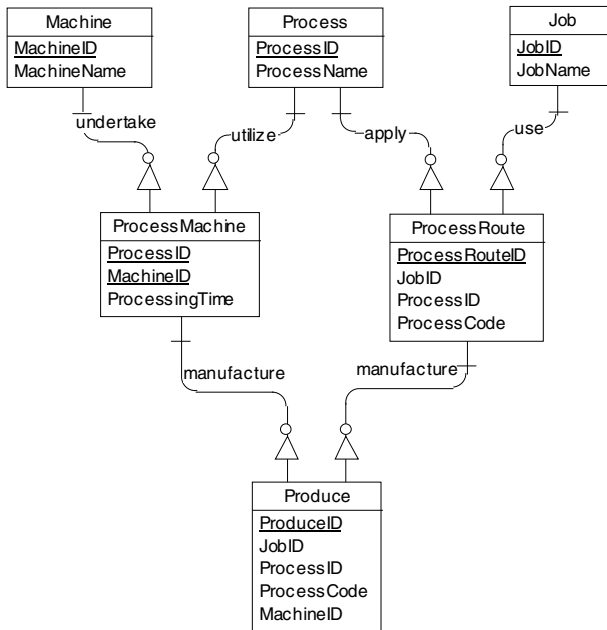 Machine
MachineID
MachineName
Process
ProcessID
ProcessName
Job
JobID
JobName
undertake
utilize
apply
use
ProcessMachine
ProcessID
MachineID
ProcessingTime
ProcessRoute
ProcessRouteID
JobID
ProcessID
ProcessCode
manufacture
manufacture
Produce
ProduceID
JobID
ProcessID
ProcessCode
MachineID